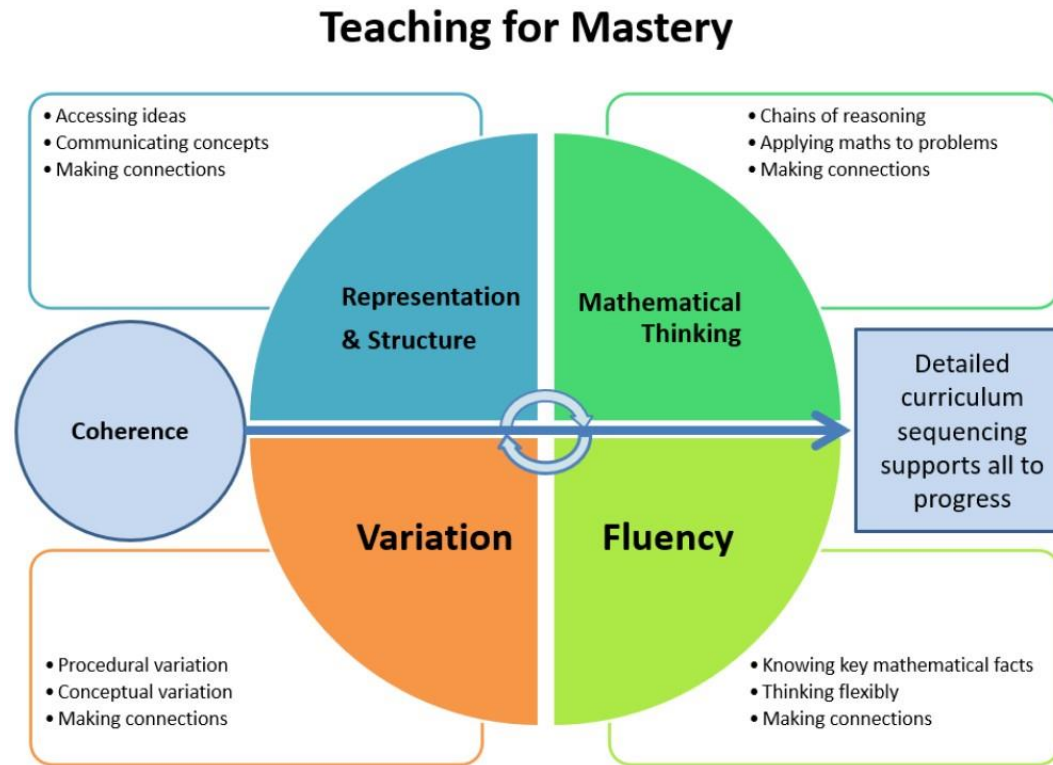 Teaching for Mastery
• Accessing ideas
• Communicating concepts
• Making connections
• Chains of reasoning
• Applying maths to problems
• Making connections
Representation
& Structure
Mathematical
Thinking
Coherence
Detailed
curriculum
sequencing
supports all to
progress
Variation
Fluency
• Procedural variation
• Conceptual variation
• Making connections
• Knowing key mathematical facts
• Thinking flexibly
• Making connections